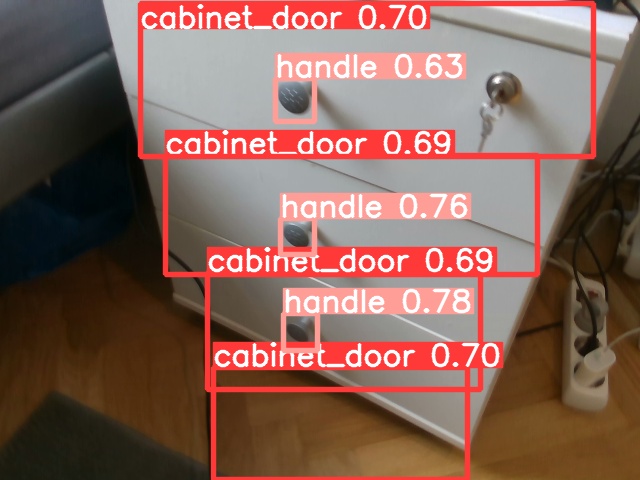 cabinet_door 0.70
handle 0.63
cabinet_door 0.69
handle 0.76
cabinet_door 0.69
handle 0.78
cabinet_door 0.70